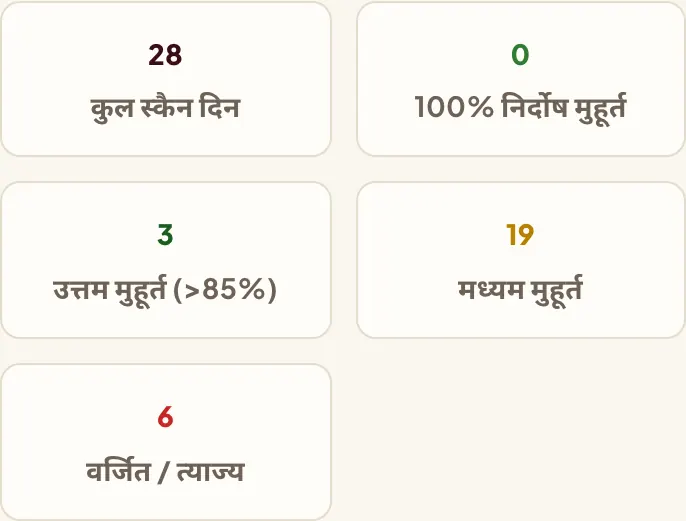 28
कुल स्कैन दिन
0
100% निर्दोष मुहूर्त
3
उत्तम मुहूर्त (>85%)
19
मध्यम मुहूर्त
6
वर्जित / त्याज्य